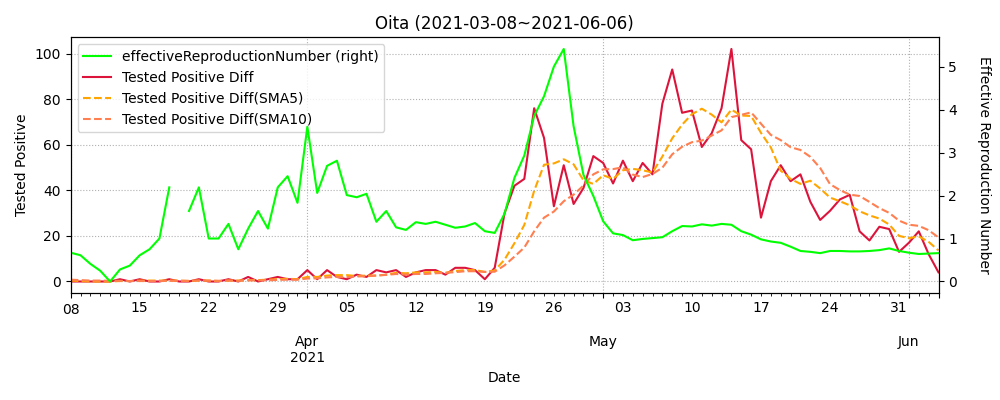 Oita (2021-03-08~2021-06-06)
effectiveReproductionNumber (right)
Tested Positive Diff
Tested Positive Diff(SMA5)
Tested Positive Diff(SMA10)
Tested Positive
100
80
60
40
20
0
5
4
3
2
1
0
Effective Reproduction Number
08 15 22 29 05 12 19 26 03 10 17 24 31
Apr May Jun
2021
Date